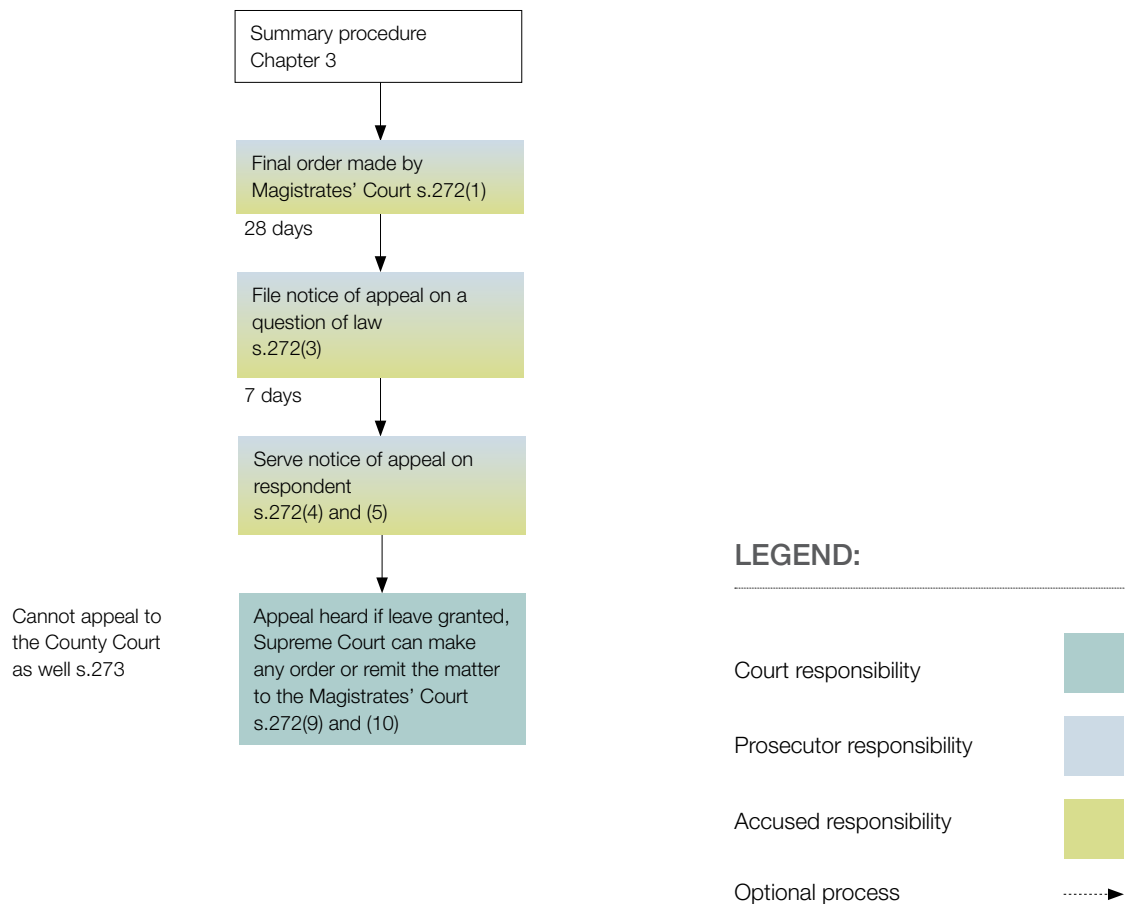 Summary procedure
Chapter 3
Final order made by
Magistrates’ Court s.272(1)
28 days
File notice of appeal on a
question of law
s.272(3)
7 days
Serve notice of appeal on
respondent
s.272(4) and (5)
Cannot appeal to
the County Court
as well s.273
Appeal heard if leave granted,
Supreme Court can make
any order or remit the matter
to the Magistrates’ Court
s.272(9) and (10)
LEGEND:
Court responsibility
Prosecutor responsibility
Accused responsibility
Optional process